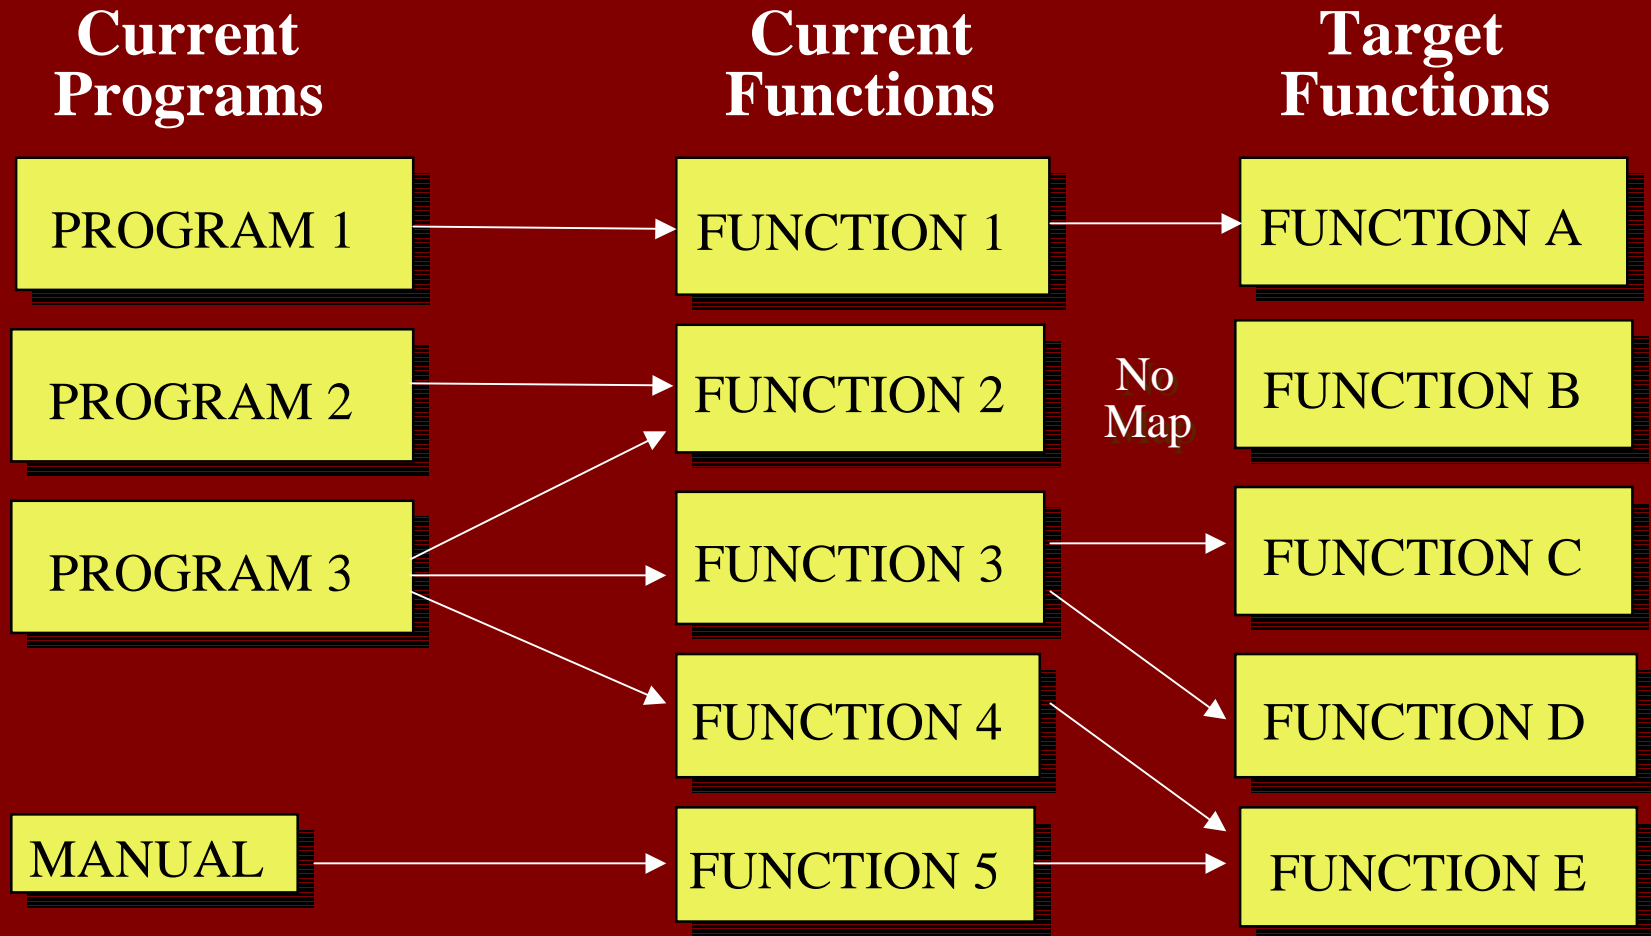 Current
Programs
Current
Functions
Target
Functions
PROGRAM 1
FUNCTION 1
FUNCTION A
PROGRAM 2
FUNCTION 2
No
Map
FUNCTION B
PROGRAM 3
FUNCTION 3
FUNCTION C
FUNCTION 4
FUNCTION D
MANUAL
FUNCTION 5
FUNCTION E